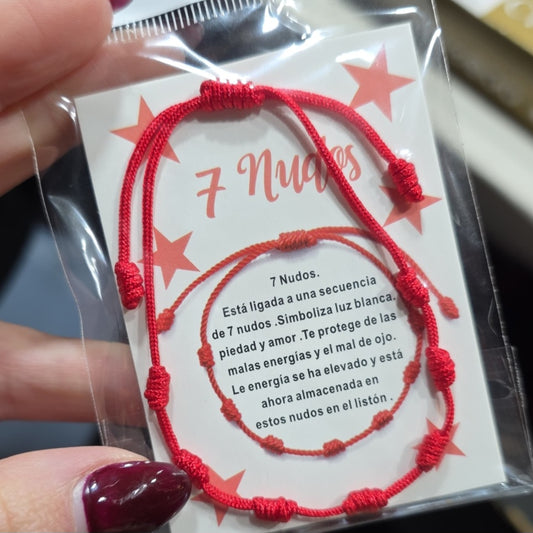 7 Nudos
7 Nudos.
Está ligada a una secuencia
de 7 nudos .Simboliza luz blanca.
piedad y amor .Te protege de las
malas energías y el mal de ojo.
Le energía se ha elevado y está
ahora almacenada en
estos nudos en el listón .